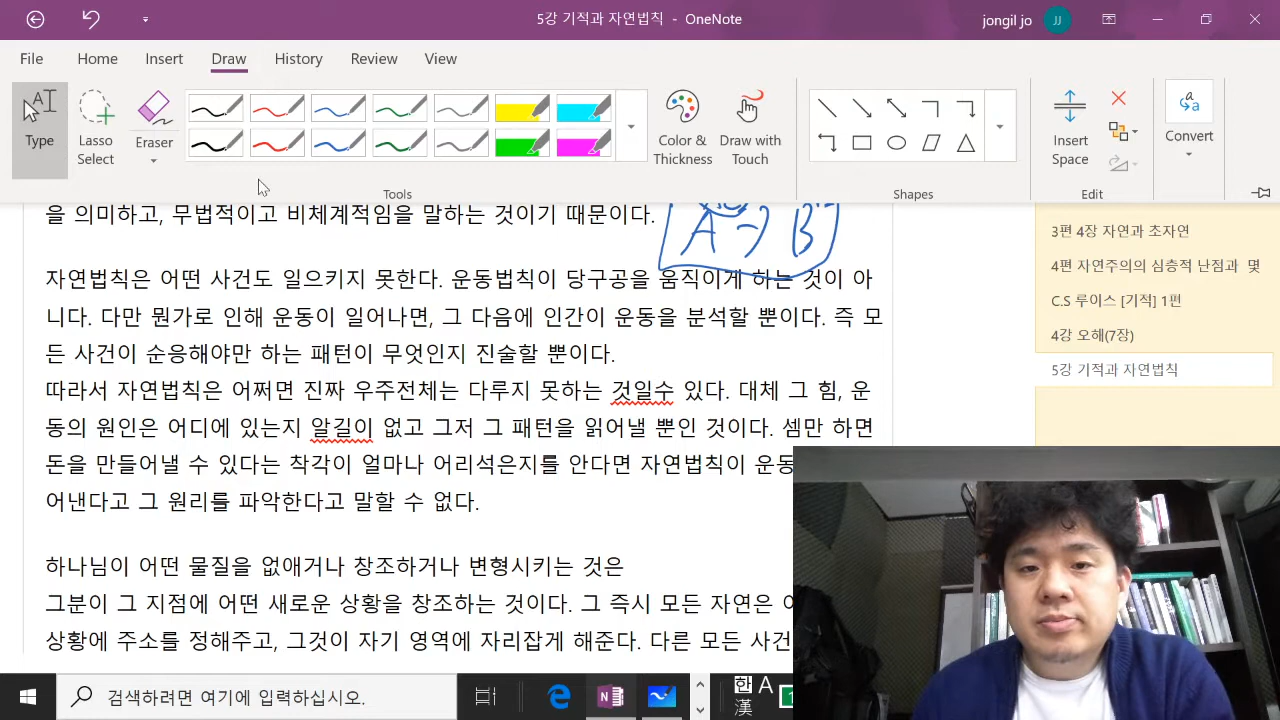 5강 기적과 자연법칙 - OneNote
jongil jo
JJ
File Home Insert Draw History Review View
Type
Lasso Select
Eraser
Color & Thickness
Draw with Touch
Insert Space
Convert
Tools
Shapes
Edit
을 의미하고, 무법적이고 비체계적임을 말하는 것이기 때문이다.
A → B
자연법칙은 어떤 사건도 일으키지 못한다. 운동법칙이 당구공을 움직이게 하는 것이 아
니다. 다만 뭔가로 인해 운동이 일어나면, 그 다음에 인간이 운동을 분석할 뿐이다. 즉 모
든 사건이 순응해야만 하는 패턴이 무엇인지 진술할 뿐이다.
따라서 자연법칙은 어쩌면 진짜 우주전체는 다루지 못하는 것일수 있다. 대체 그 힘, 운
동의 원인은 어디에 있는지 알길이 없고 그저 그 패턴을 읽어낼 뿐인 것이다. 셈만 하면
돈을 만들어낼 수 있다는 착각이 얼마나 어리석은지를 안다면 자연법칙이 운동
어낸다고 그 원리를 파악한다고 말할 수 없다.
하나님이 어떤 물질을 없애거나 창조하거나 변형시키는 것은
그분이 그 지점에 어떤 새로운 상황을 창조하는 것이다. 그 즉시 모든 자연은
상황에 주소를 정해주고, 그것이 자기 영역에 자리잡게 해준다. 다른 모든 사건
3편 4장 자연과 초자연
4편 자연주의의 심층적 난점과 몇
C.S 루이스 [기적] 1편
4강 오해(7장)
5강 기적과 자연법칙
검색하려면 여기에 입력하십시오.
한 A
漢
1